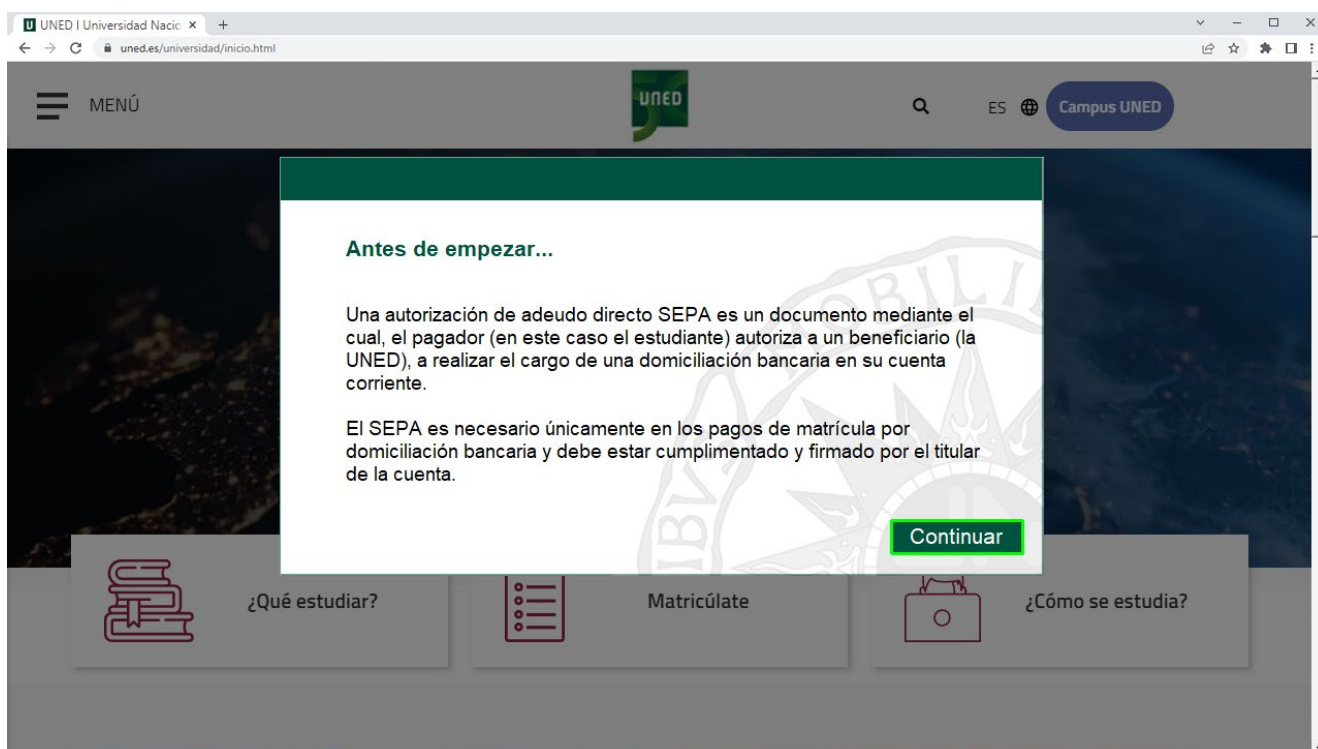 UNED I Universidad Nacio
uned.es/universidad/inicio.html
MENÚ
UNED
ES
Campus UNED
Antes de empezar...
Una autorización de adeudo directo SEPA es un documento mediante el
cual, el pagador (en este caso el estudiante) autoriza a un beneficiario (la
UNED), a realizar el cargo de una domiciliación bancaria en su cuenta
corriente.
El SEPA es necesario únicamente en los pagos de matrícula por
domiciliación bancaria y debe estar cumplimentado y firmado por el titular
de la cuenta.
IBVS MOBILI
Continuar
¿Qué estudiar?
Matricúlate
¿Cómo se estudia?